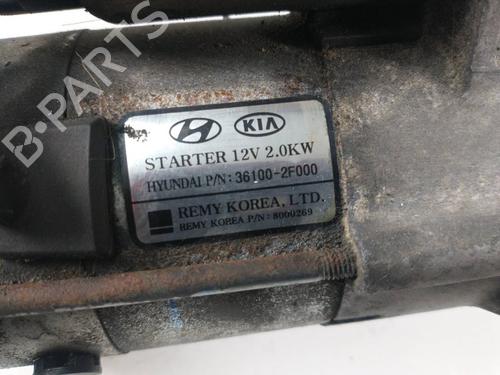 KIA
STARTER 12V 2.0KW
HYUNDAI P/N: 36100-2F000
REMY KOREA, LTD.
REMY KOREA P/N: 8000269
B-PARTS